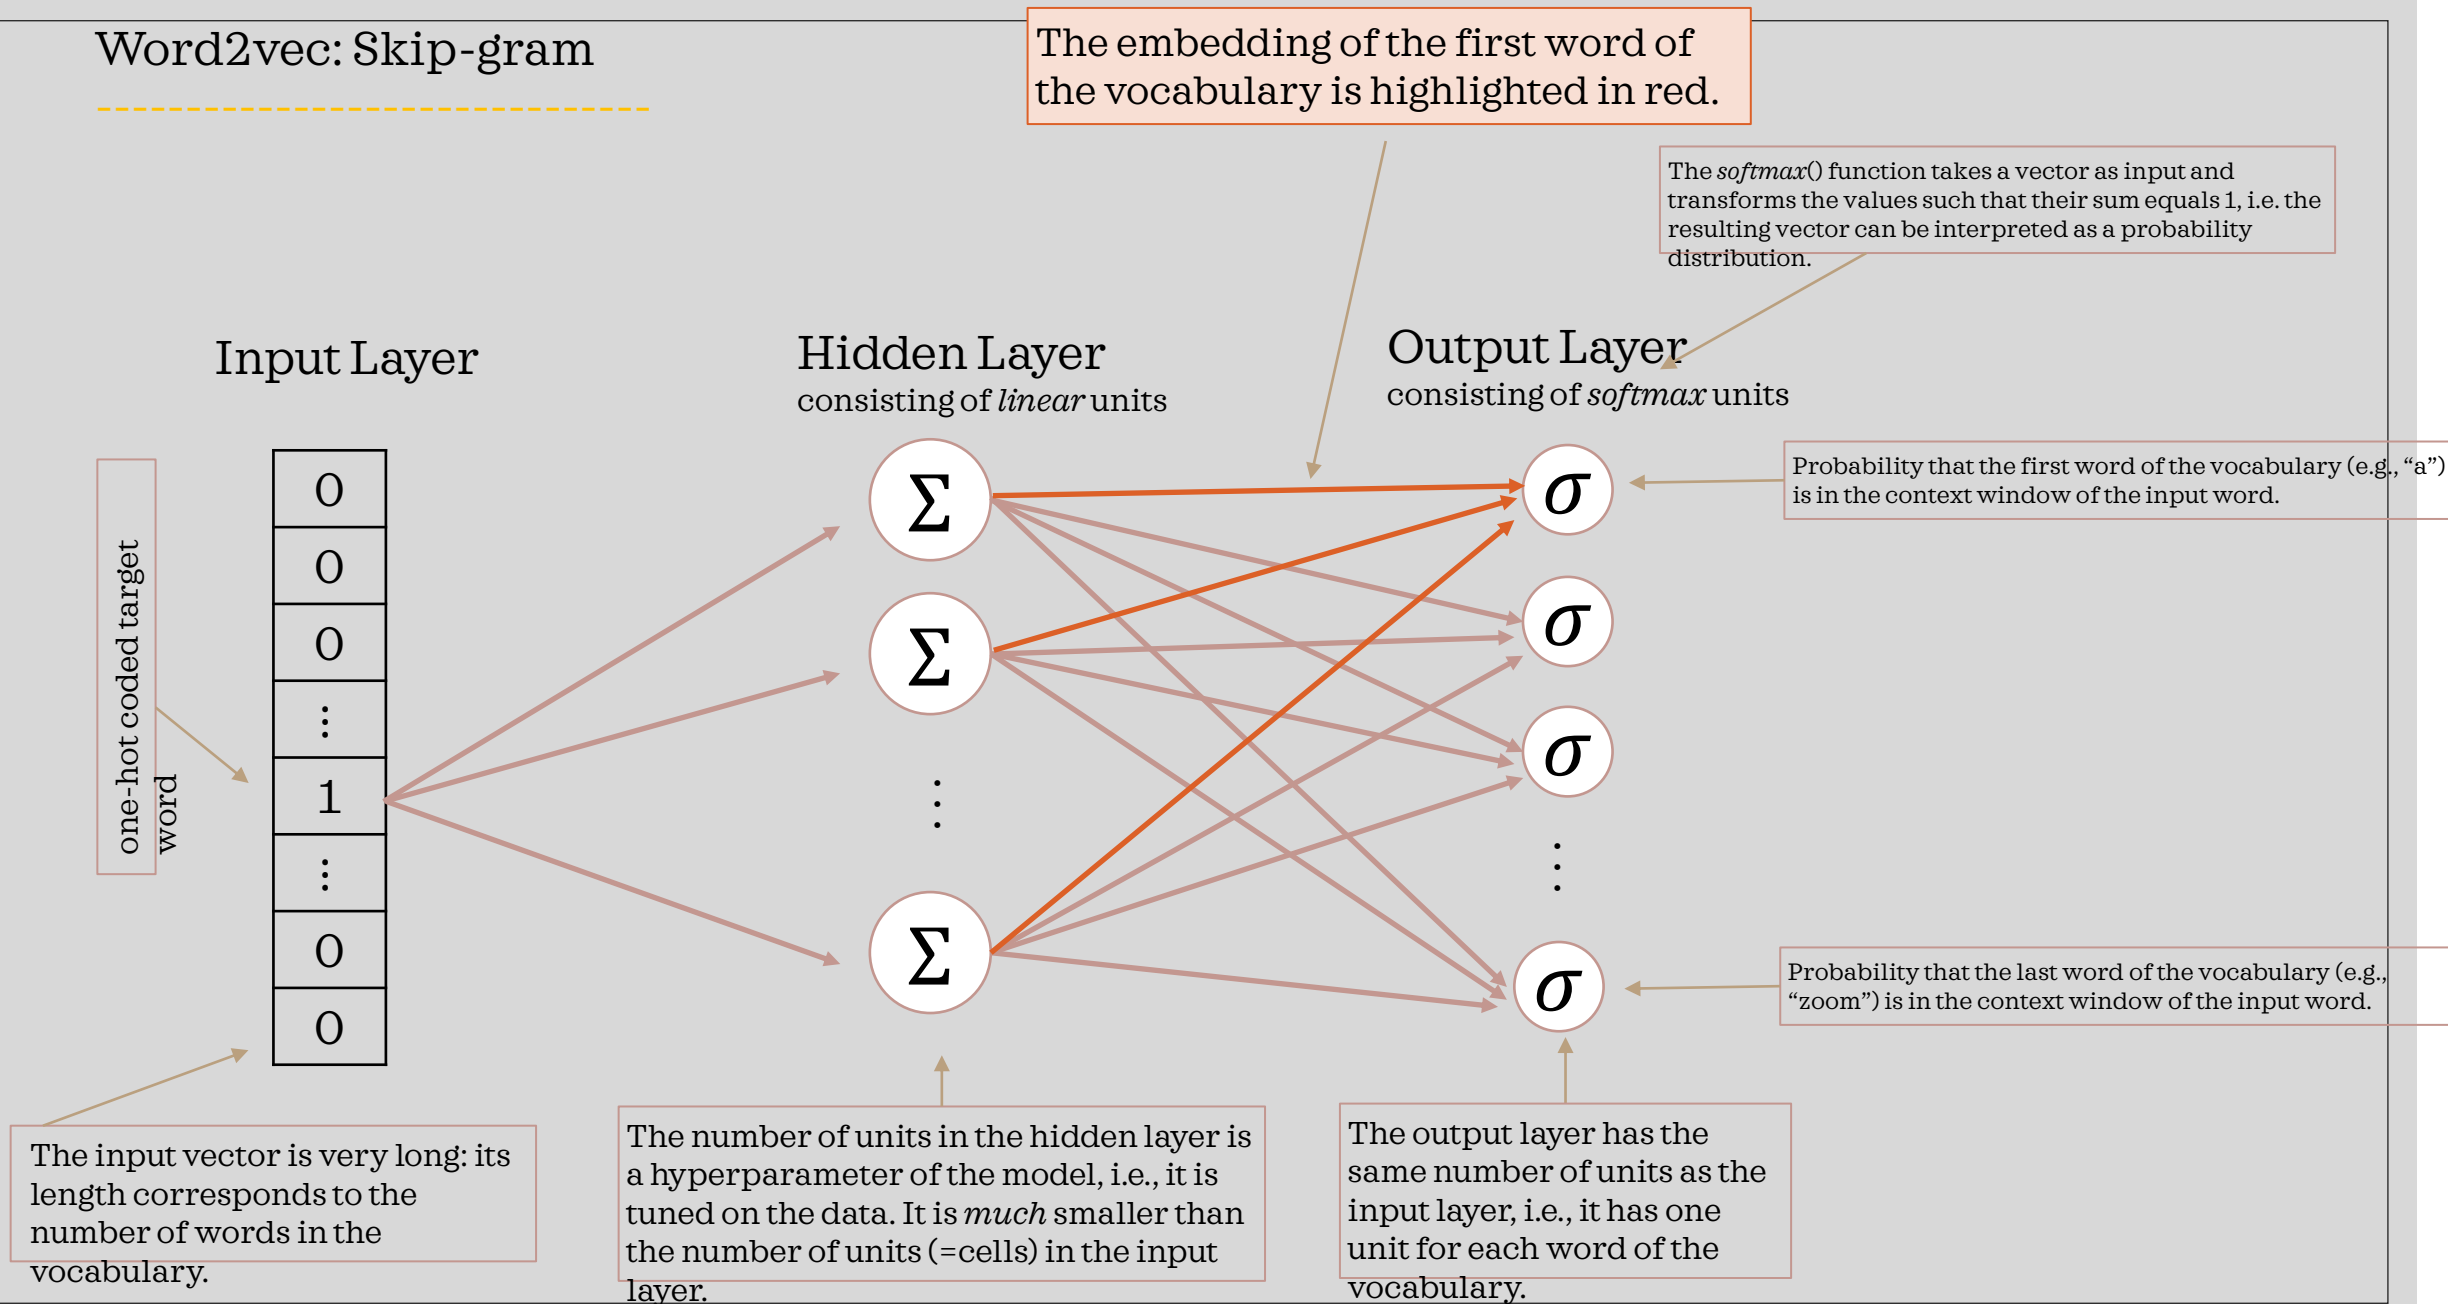 Word2vec: Skip-gram
The embedding of the first word of
the vocabulary is highlighted in red.
The softmax() function takes a vector as input and
transforms the values such that their sum equals 1, i.e. the
resulting vector can be interpreted as a probability
distribution.
Input Layer
Hidden Layer
consisting of linear units
Output Layer
consisting of softmax units
one-hot coded target
word
0
0
0
⋮
1
⋮
0
0
Σ
Σ
⋮
Σ
σ
σ
σ
⋮
σ
Probability that the first word of the vocabulary (e.g., “a”)
is in the context window of the input word.
Probability that the last word of the vocabulary (e.g.,
“zoom”) is in the context window of the input word.
The input vector is very long: its
length corresponds to the
number of words in the
vocabulary.
The number of units in the hidden layer is
a hyperparameter of the model, i.e., it is
tuned on the data. It is much smaller than
the number of units (=cells) in the input
layer.
The output layer has the
same number of units as the
input layer, i.e., it has one
unit for each word of the
vocabulary.